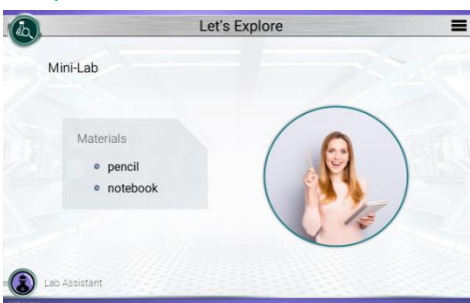 Let's Explore
Mini-Lab
Materials
pencil
notebook
Lab Assistant